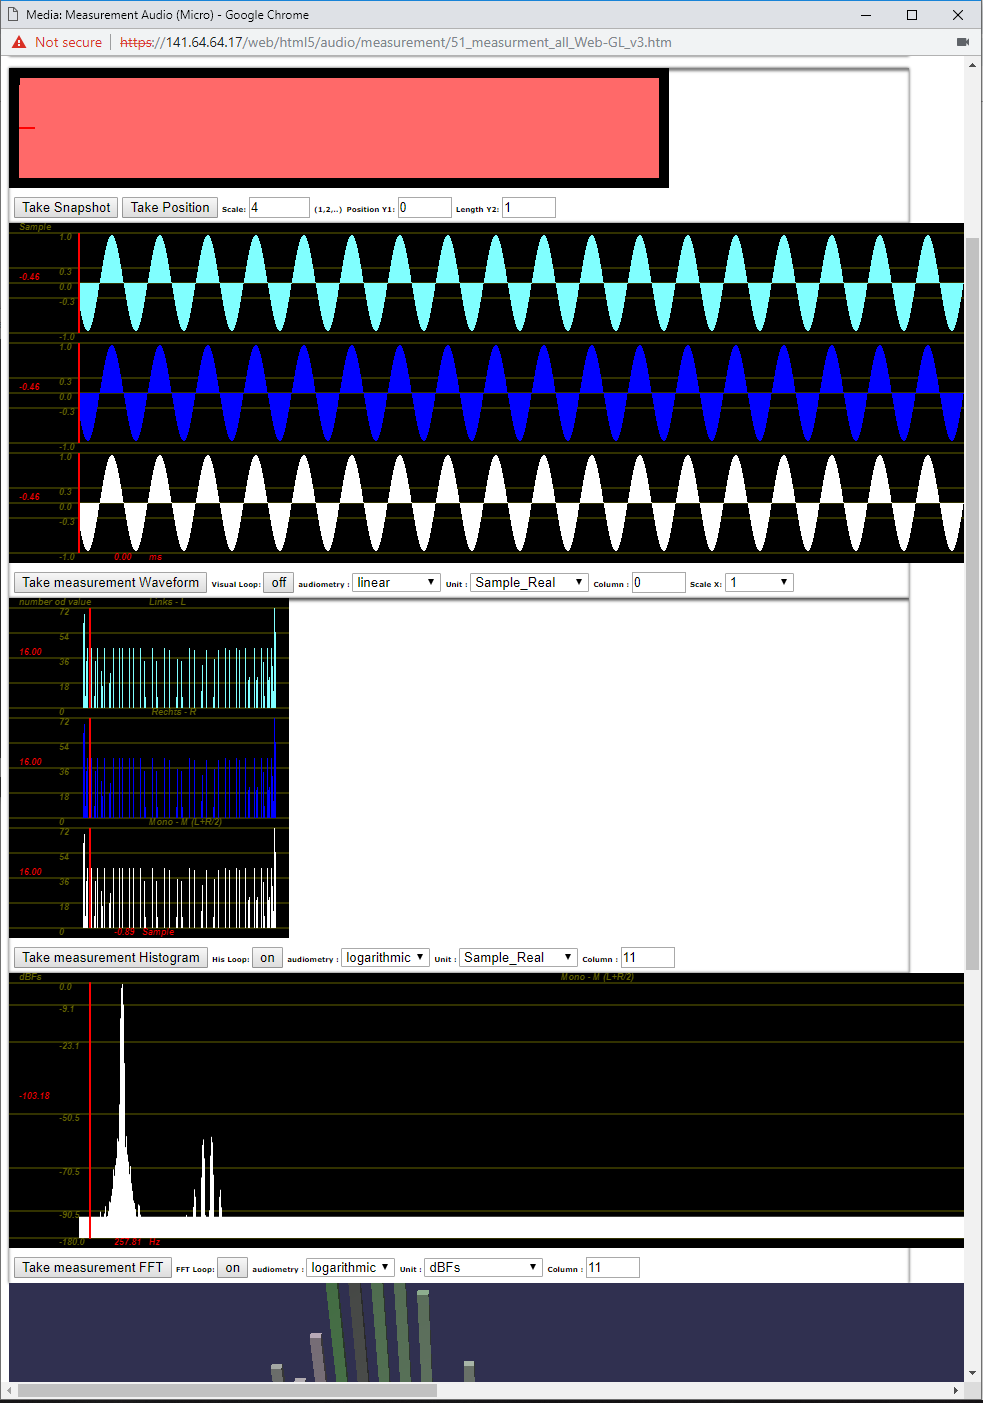 Media: Measurement Audio (Micro) - Google Chrome
Not secure | https://141.64.64.17/web/html5/audio/measurement/51_measurment_all_Web-GL_v3.htm
Take Snapshot Take Position Scale: 4 (1,2,..) Position Y1: 0 Length Y2: 1
Sample
1.0
0.3
-0.46
0.0
-0.3
-1.0
1.0
0.3
-0.46
0.0
-0.3
-1.0
1.0
0.3
-0.46
0.0
-0.3
-1.0 0.00 ms
Take measurement Waveform Visual Loop: off audiometry : linear Unit : Sample_Real Column : 0 Scale X: 1
number od value Links - L
72
54
16.00
36
18
0 Rechts - R
72
54
16.00
36
18
0 Mono - M (L+R/2)
72
54
16.00
36
18
0 -0.85 Sample
Take measurement Histogram His Loop: on audiometry : logarithmic Unit : Sample_Real Column : 11
dBFs Mono - M (L+R/2)
0.0
-9.1
-23.1
-103.18
-50.5
-70.5
-90.5
-180.0 257.81 Hz
Take measurement FFT FFT Loop: on audiometry : logarithmic Unit : dBFs Column : 11